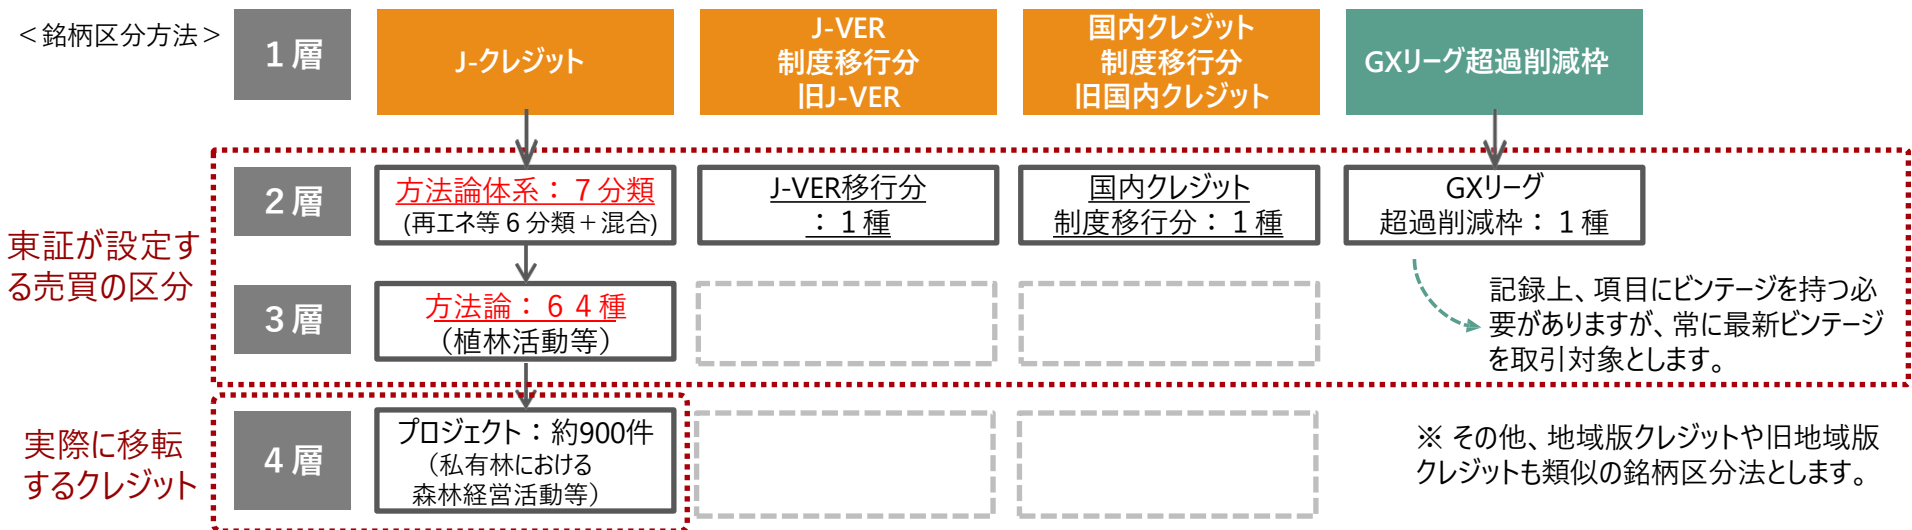 ＜銘柄区分方法＞
１層
J-クレジット
J-VER
制度移行分
旧J-VER
国内クレジット
制度移行分
旧国内クレジット
GXリーグ超過削減枠
東証が設定す
る売買の区分
２層
方法論体系：７分類
(再エネ等６分類＋混合)
J-VER移行分
：１種
国内クレジット
制度移行分：１種
GXリーグ
超過削減枠：１種
３層
方法論：６４種
（植林活動等）
記録上、項目にビンテージを持つ必
要がありますが、常に最新ビンテージ
を取引対象とします。
実際に移転
するクレジット
４層
プロジェクト：約900件
（私有林における
森林経営活動等）
※ その他、地域版クレジットや旧地域版
クレジットも類似の銘柄区分法とします。